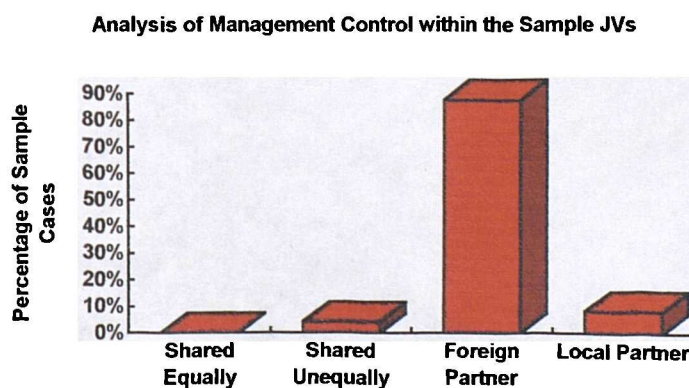 Analysis of Management Control within the Sample JVs
Percentage of Sample
Cases
90%
80%
70%
60%
50%
40%
30%
20%
10%
0%
Shared
Equally
Shared
Unequally
Foreign
Partner
Local Partner